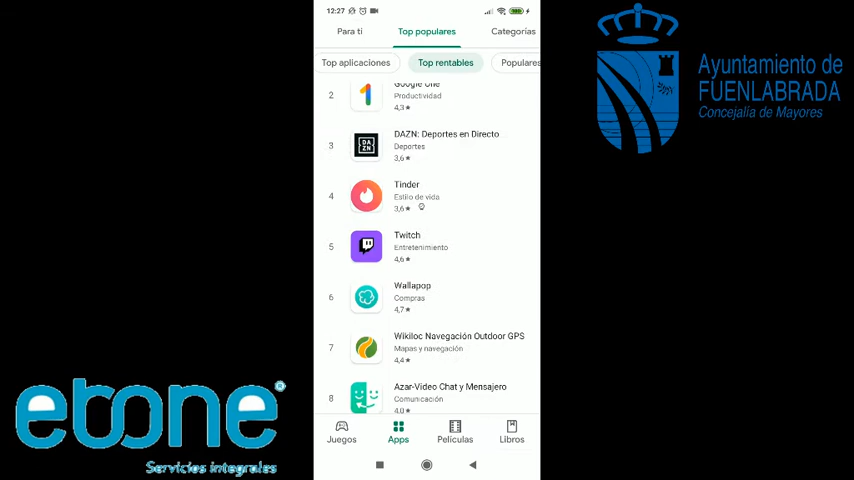 12:27
Para ti
Top populares
Categorías
Top aplicaciones
Top rentables
Populares
2
Google One
Productividad
4,3★
3
DAZN: Deportes en Directo
Deportes
3,6★
4
Tinder
Estilo de vida
3,6★
5
Twitch
Entretenimiento
4,6★
6
Wallapop
Compras
4,7★
7
Wikiloc Navegación Outdoor GPS
Mapas y navegación
4,4★
8
Azar-Video Chat y Mensajero
Comunicación
4,0★
Juegos
Apps
Películas
Libros
Ayuntamiento de
FUENLABRADA
Concejalía de Mayores
ebone
Servicios integrales
DA
ZN